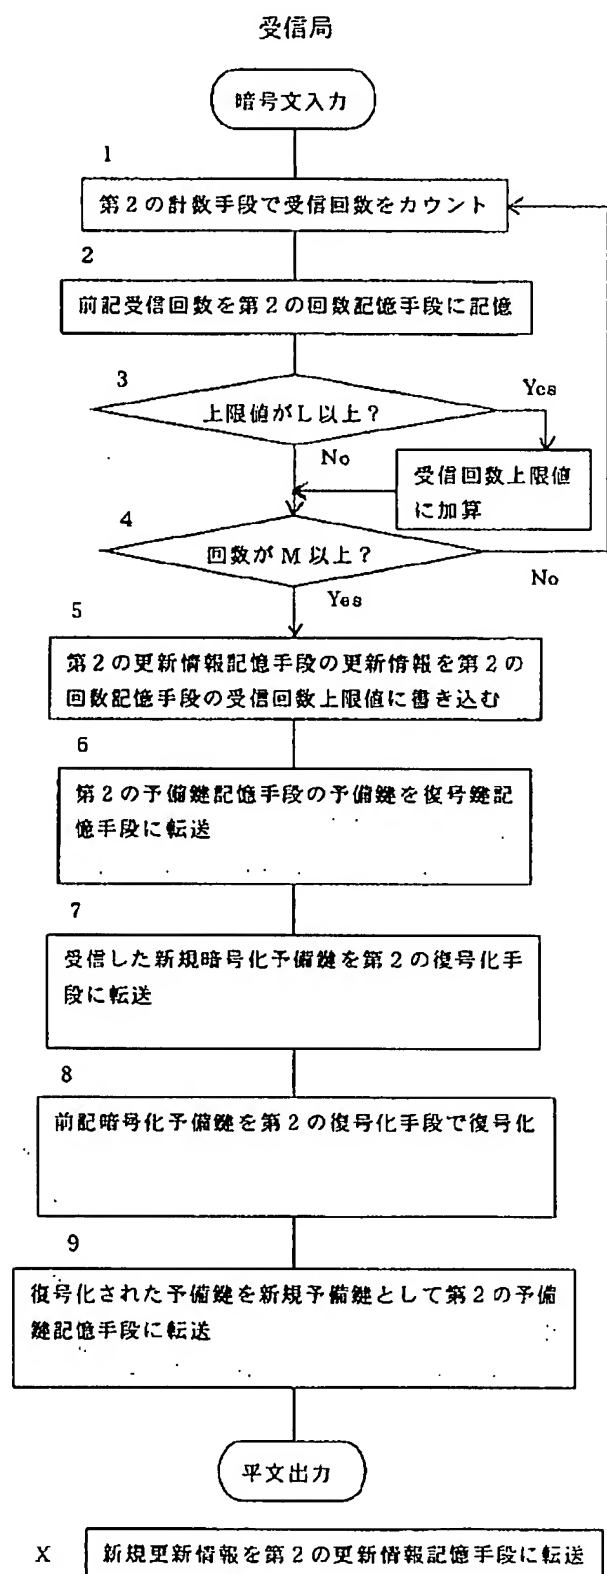 受信局
暗号文入力
1
第2の計数手段で受信回数をカウント
2
前記受信回数を第2の回数記憶手段に記憶
3
上限値がL以上?
Yes
No
受信回数上限値
に加算
4
回数がM以上?
No
Yes
5
第2の更新情報記憶手段の更新情報を第2の
回数記憶手段の受信回数上限値に書き込む
6
第2の予備鍵記憶手段の予備鍵を復号鍵記
憶手段に転送
7
受信した新規暗号化予備鍵を第2の復号化手
段に転送
8
前記暗号化予備鍵を第2の復号化手段で復号化
9
復号化された予備鍵を新規予備鍵として第2の予備
鍵記憶手段に転送
平文出力
X
新規更新情報を第2の更新情報記憶手段に転送